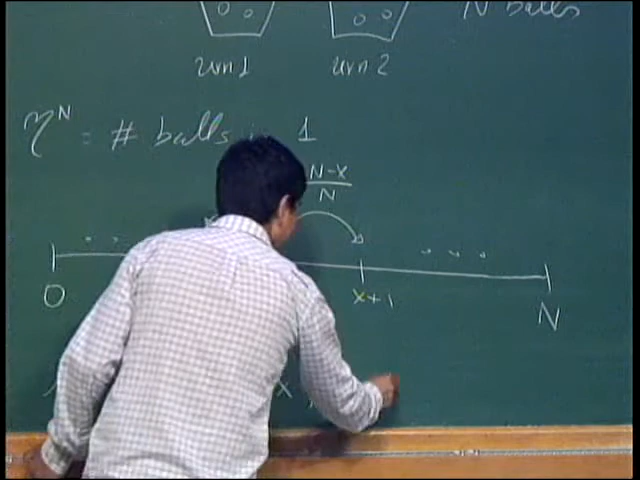 N balls
urn 1 urn 2
η^N = # balls 1
N-x
N
0 x+1 N
x